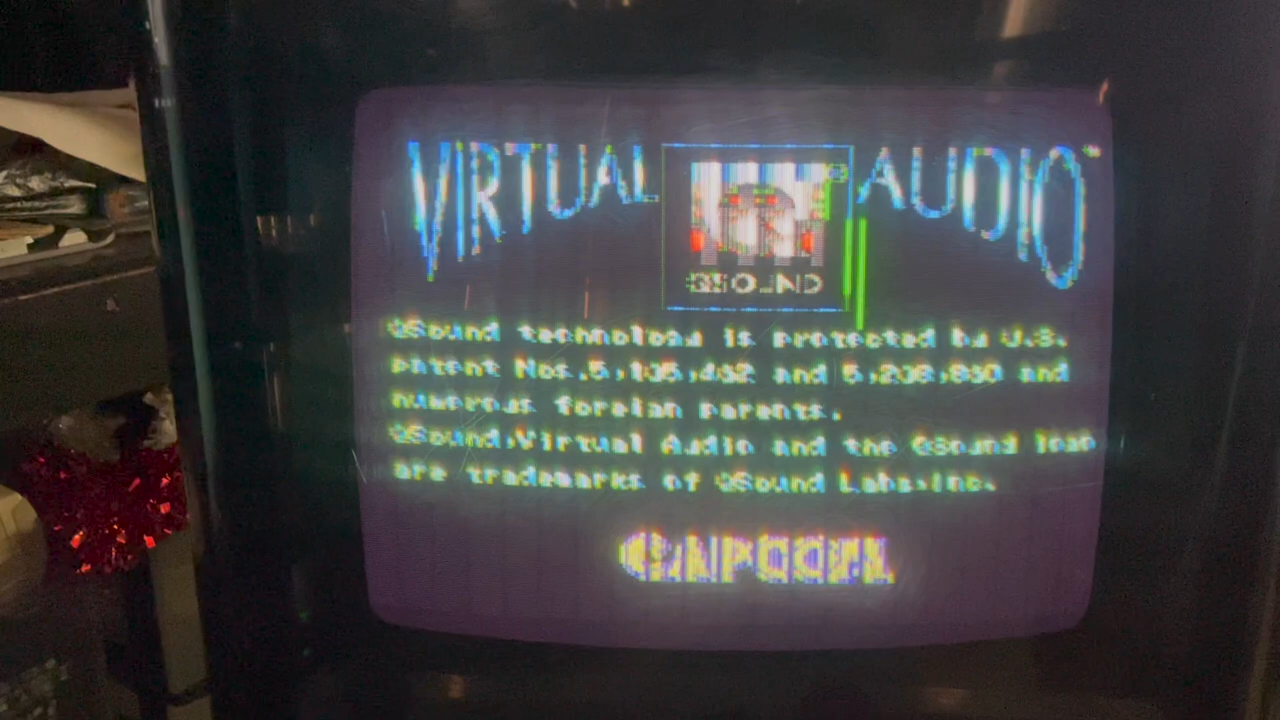 VIRTUAL QSOUND AUDIO™
QSound technology is protected by U.S.
patent Nos.5,105,462 and 5,208,860 and
numerous foreign patents.
QSound,Virtual Audio and the QSound logo
are trademarks of QSound Labs,Inc.
CAPCOM